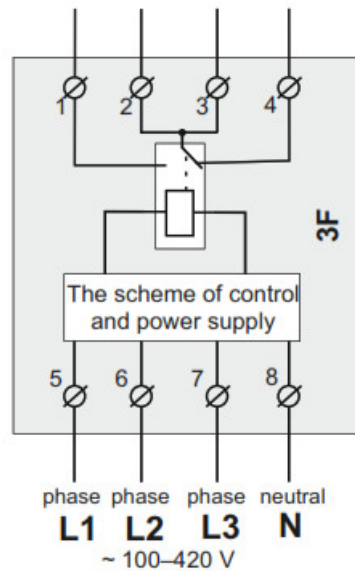 1 2 3 4
3F
The scheme of control
and power supply
5 6 7 8
phase phase phase neutral
L1 L2 L3 N
~ 100–420 V